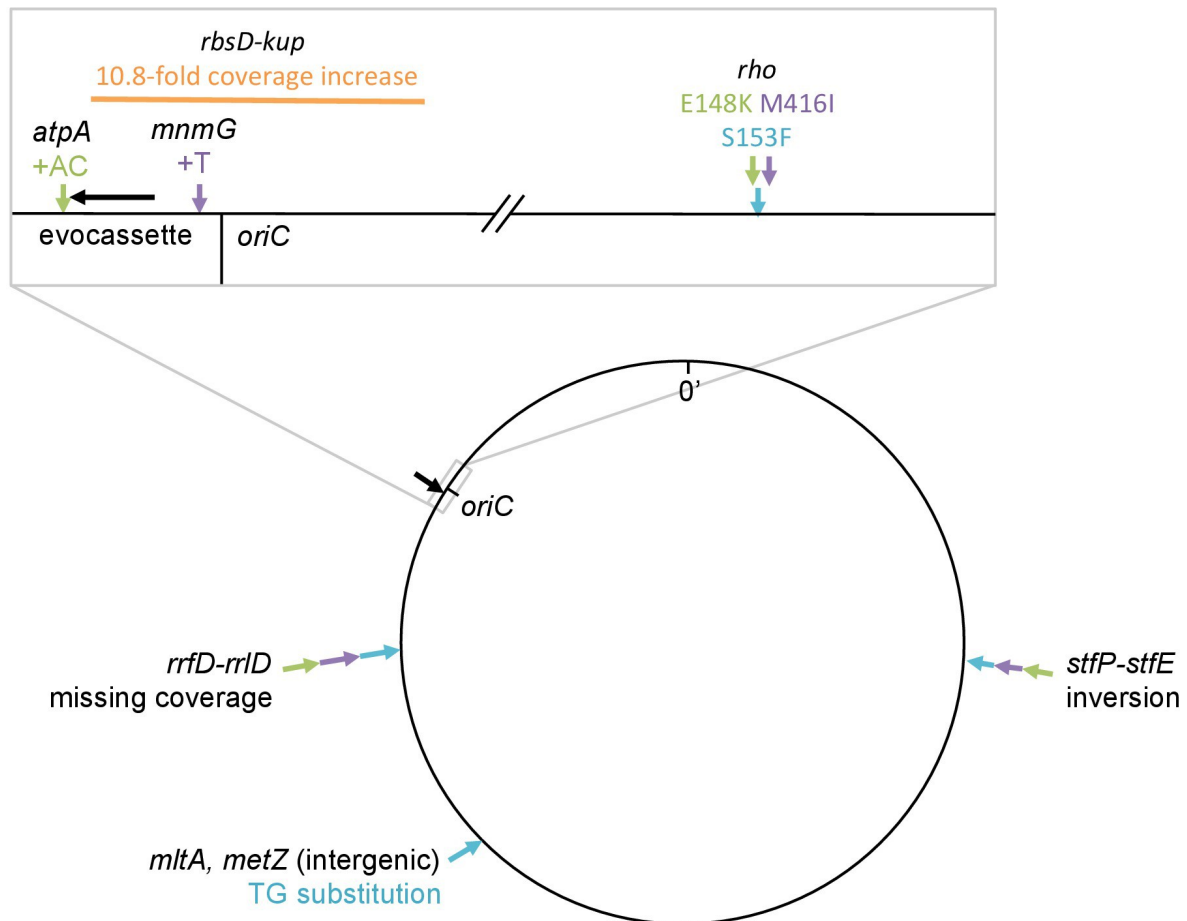 rbsD-kup
10.8-fold coverage increase
rho
E148K M416I
S153F
atpA
+AC
mnmG
+T
evocassette
oriC
0’
oriC
rrfD-rrlD
missing coverage
stfP-stfE
inversion
mltA, metZ (intergenic)
TG substitution